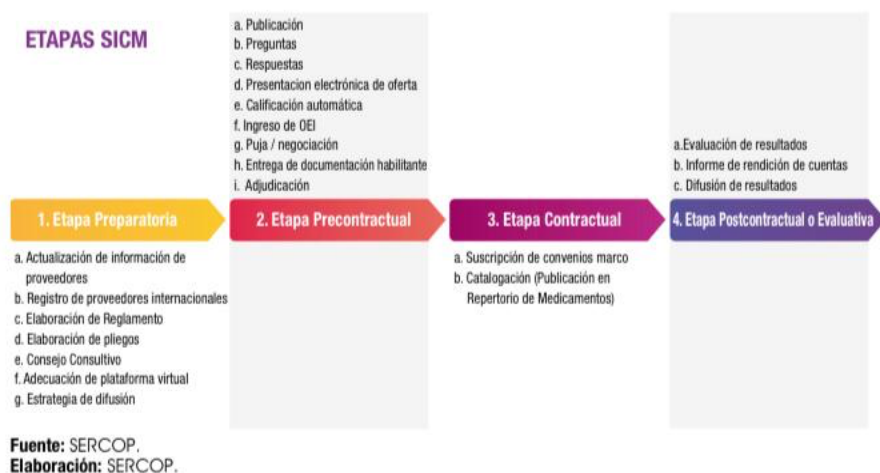 ETAPAS SICM
a. Publicación
b. Preguntas
c. Respuestas
d. Presentacion electrónica de oferta
e. Calificación automática
f. Ingreso de OEI
g. Puja / negociación
h. Entrega de documentación habilitante
i. Adjudicación
a.Evaluación de resultados
b. Informe de rendición de cuentas
c. Difusión de resultados
1. Etapa Preparatoria
2. Etapa Precontractual
3. Etapa Contractual
4. Etapa Postcontractual o Evaluativa
a. Actualización de información de
proveedores
b. Registro de proveedores internacionales
c. Elaboración de Reglamento
d. Elaboración de pliegos
e. Consejo Consultivo
f. Adecuación de plataforma virtual
g. Estrategia de difusión
a. Suscripción de convenios marco
b. Catalogación (Publicación en
Repertorio de Medicamentos)
Fuente: SERCOP.
Elaboración: SERCOP.